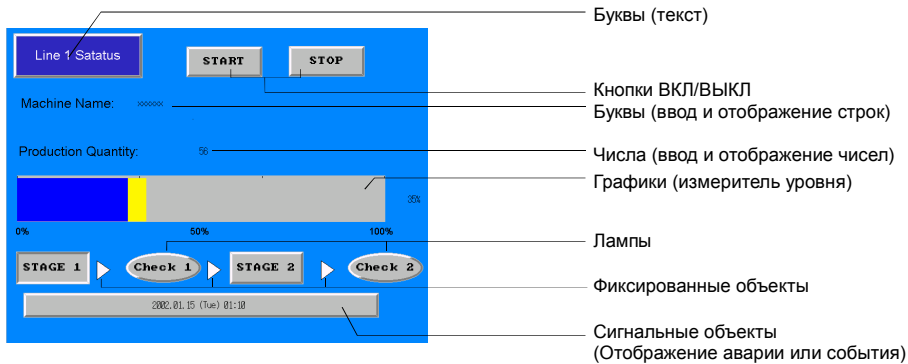 Буквы (текст)
Line 1 Satatus
START STOP
Кнопки ВКЛ/ВЫКЛ
Machine Name: xxxxxx
Буквы (ввод и отображение строк)
Production Quantity: 56
Числа (ввод и отображение чисел)
Графики (измеритель уровня)
35%
0% 50% 100%
Лампы
STAGE 1 Check 1 STAGE 2 Check 2
Фиксированные объекты
2002.01.15 (Tue) 01:10
Сигнальные объекты
(Отображение аварии или события)